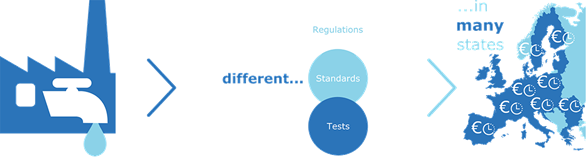 Regulations
different...
Standards
Tests
...in
many
states
€
€
€
€
€
€
€